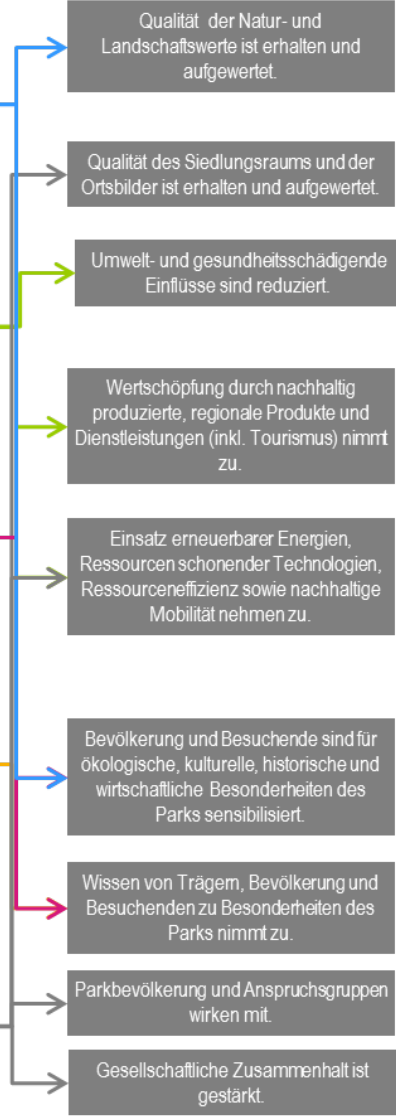 Qualität der Natur- und
Landschaftswerte ist erhalten und
aufgewertet.
Qualität des Siedlungsraums und der
Ortsbilder ist erhalten und aufgewertet.
Umwelt- und gesundheitsschädigende
Einflüsse sind reduziert.
Wertschöpfung durch nachhaltig
produzierte, regionale Produkte und
Dienstleistungen (inkl. Tourismus) nimmt
zu.
Einsatz erneuerbarer Energien,
Ressourcen schonender Technologien,
Ressourceneffizienz sowie nachhaltige
Mobilität nehmen zu.
Bevölkerung und Besuchende sind für
ökologische, kulturelle, historische und
wirtschaftliche Besonderheiten des
Parks sensibilisiert.
Wissen von Trägern, Bevölkerung und
Besuchenden zu Besonderheiten des
Parks nimmt zu.
Parkbevölkerung und Anspruchsgruppen
wirken mit.
Gesellschaftliche Zusammenhalt ist
gestärkt.